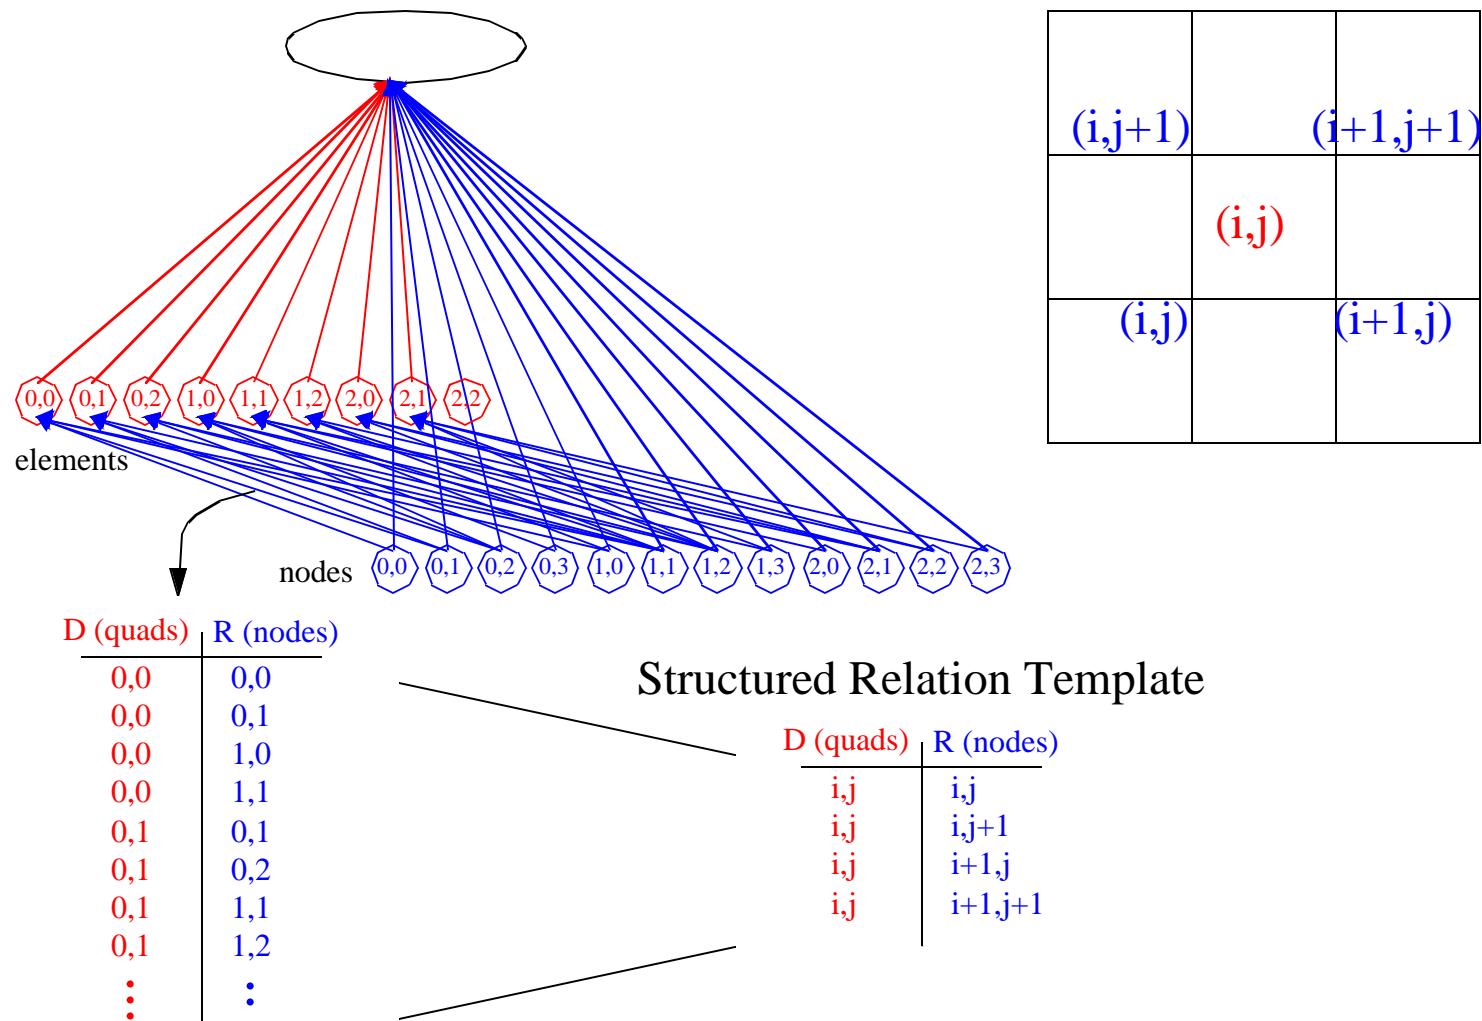 (i,j+1) (i+1,j+1)
(i,j)
(i,j) (i+1,j)
0,0 0,1 0,2 1,0 1,1 1,2 2,0 2,1 2,2
elements
nodes 0,0 0,1 0,2 0,3 1,0 1,1 1,2 1,3 2,0 2,1 2,2 2,3
D (quads) R (nodes)
0,0 0,0
0,0 0,1
0,0 1,0
0,0 1,1
0,1 0,1
0,1 0,2
0,1 1,1
0,1 1,2
Structured Relation Template
D (quads) R (nodes)
i,j i,j
i,j i,j+1
i,j i+1,j
i,j i+1,j+1